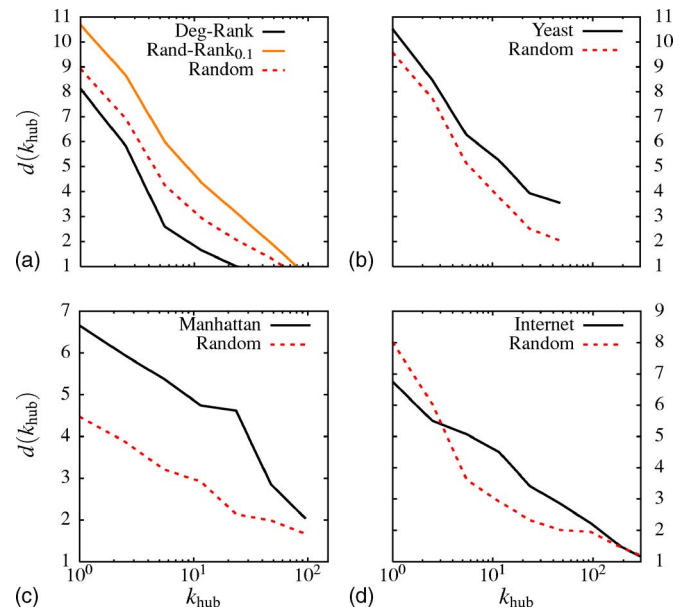 11
10
9
8
7
6
5
4
3
2
1
d(k_hub)
Deg-Rank
Rand-Rank_0.1
Random
(a)
11
10
9
8
7
6
5
4
3
2
1
Yeast
Random
(b)
7
6
5
4
3
2
1
d(k_hub)
Manhattan
Random
10^0
10^1
10^2
k_hub
(c)
9
8
7
6
5
4
3
2
1
Internet
Random
10^0
10^1
10^2
k_hub
(d)